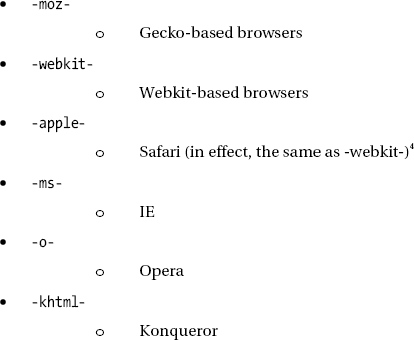 • -moz-
o Gecko-based browsers
• -webkit-
o Webkit-based browsers
• -apple-
o Safari (in effect, the same as -webkit-)4
• -ms-
o IE
• -o-
o Opera
• -khtml-
o Konqueror